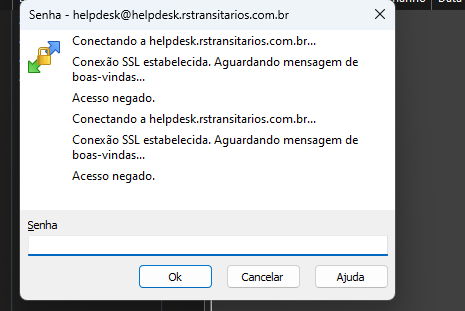 Data
Senha - helpdesk@helpdesk.rstransitarios.com.br
Conectando a helpdesk.rstransitarios.com.br...
Conexão SSL estabelecida. Aguardando mensagem de
boas-vindas...
Acesso negado.
Conectando a helpdesk.rstransitarios.com.br...
Conexão SSL estabelecida. Aguardando mensagem de
boas-vindas...
Acesso negado.
Senha
Ok Cancelar Ajuda